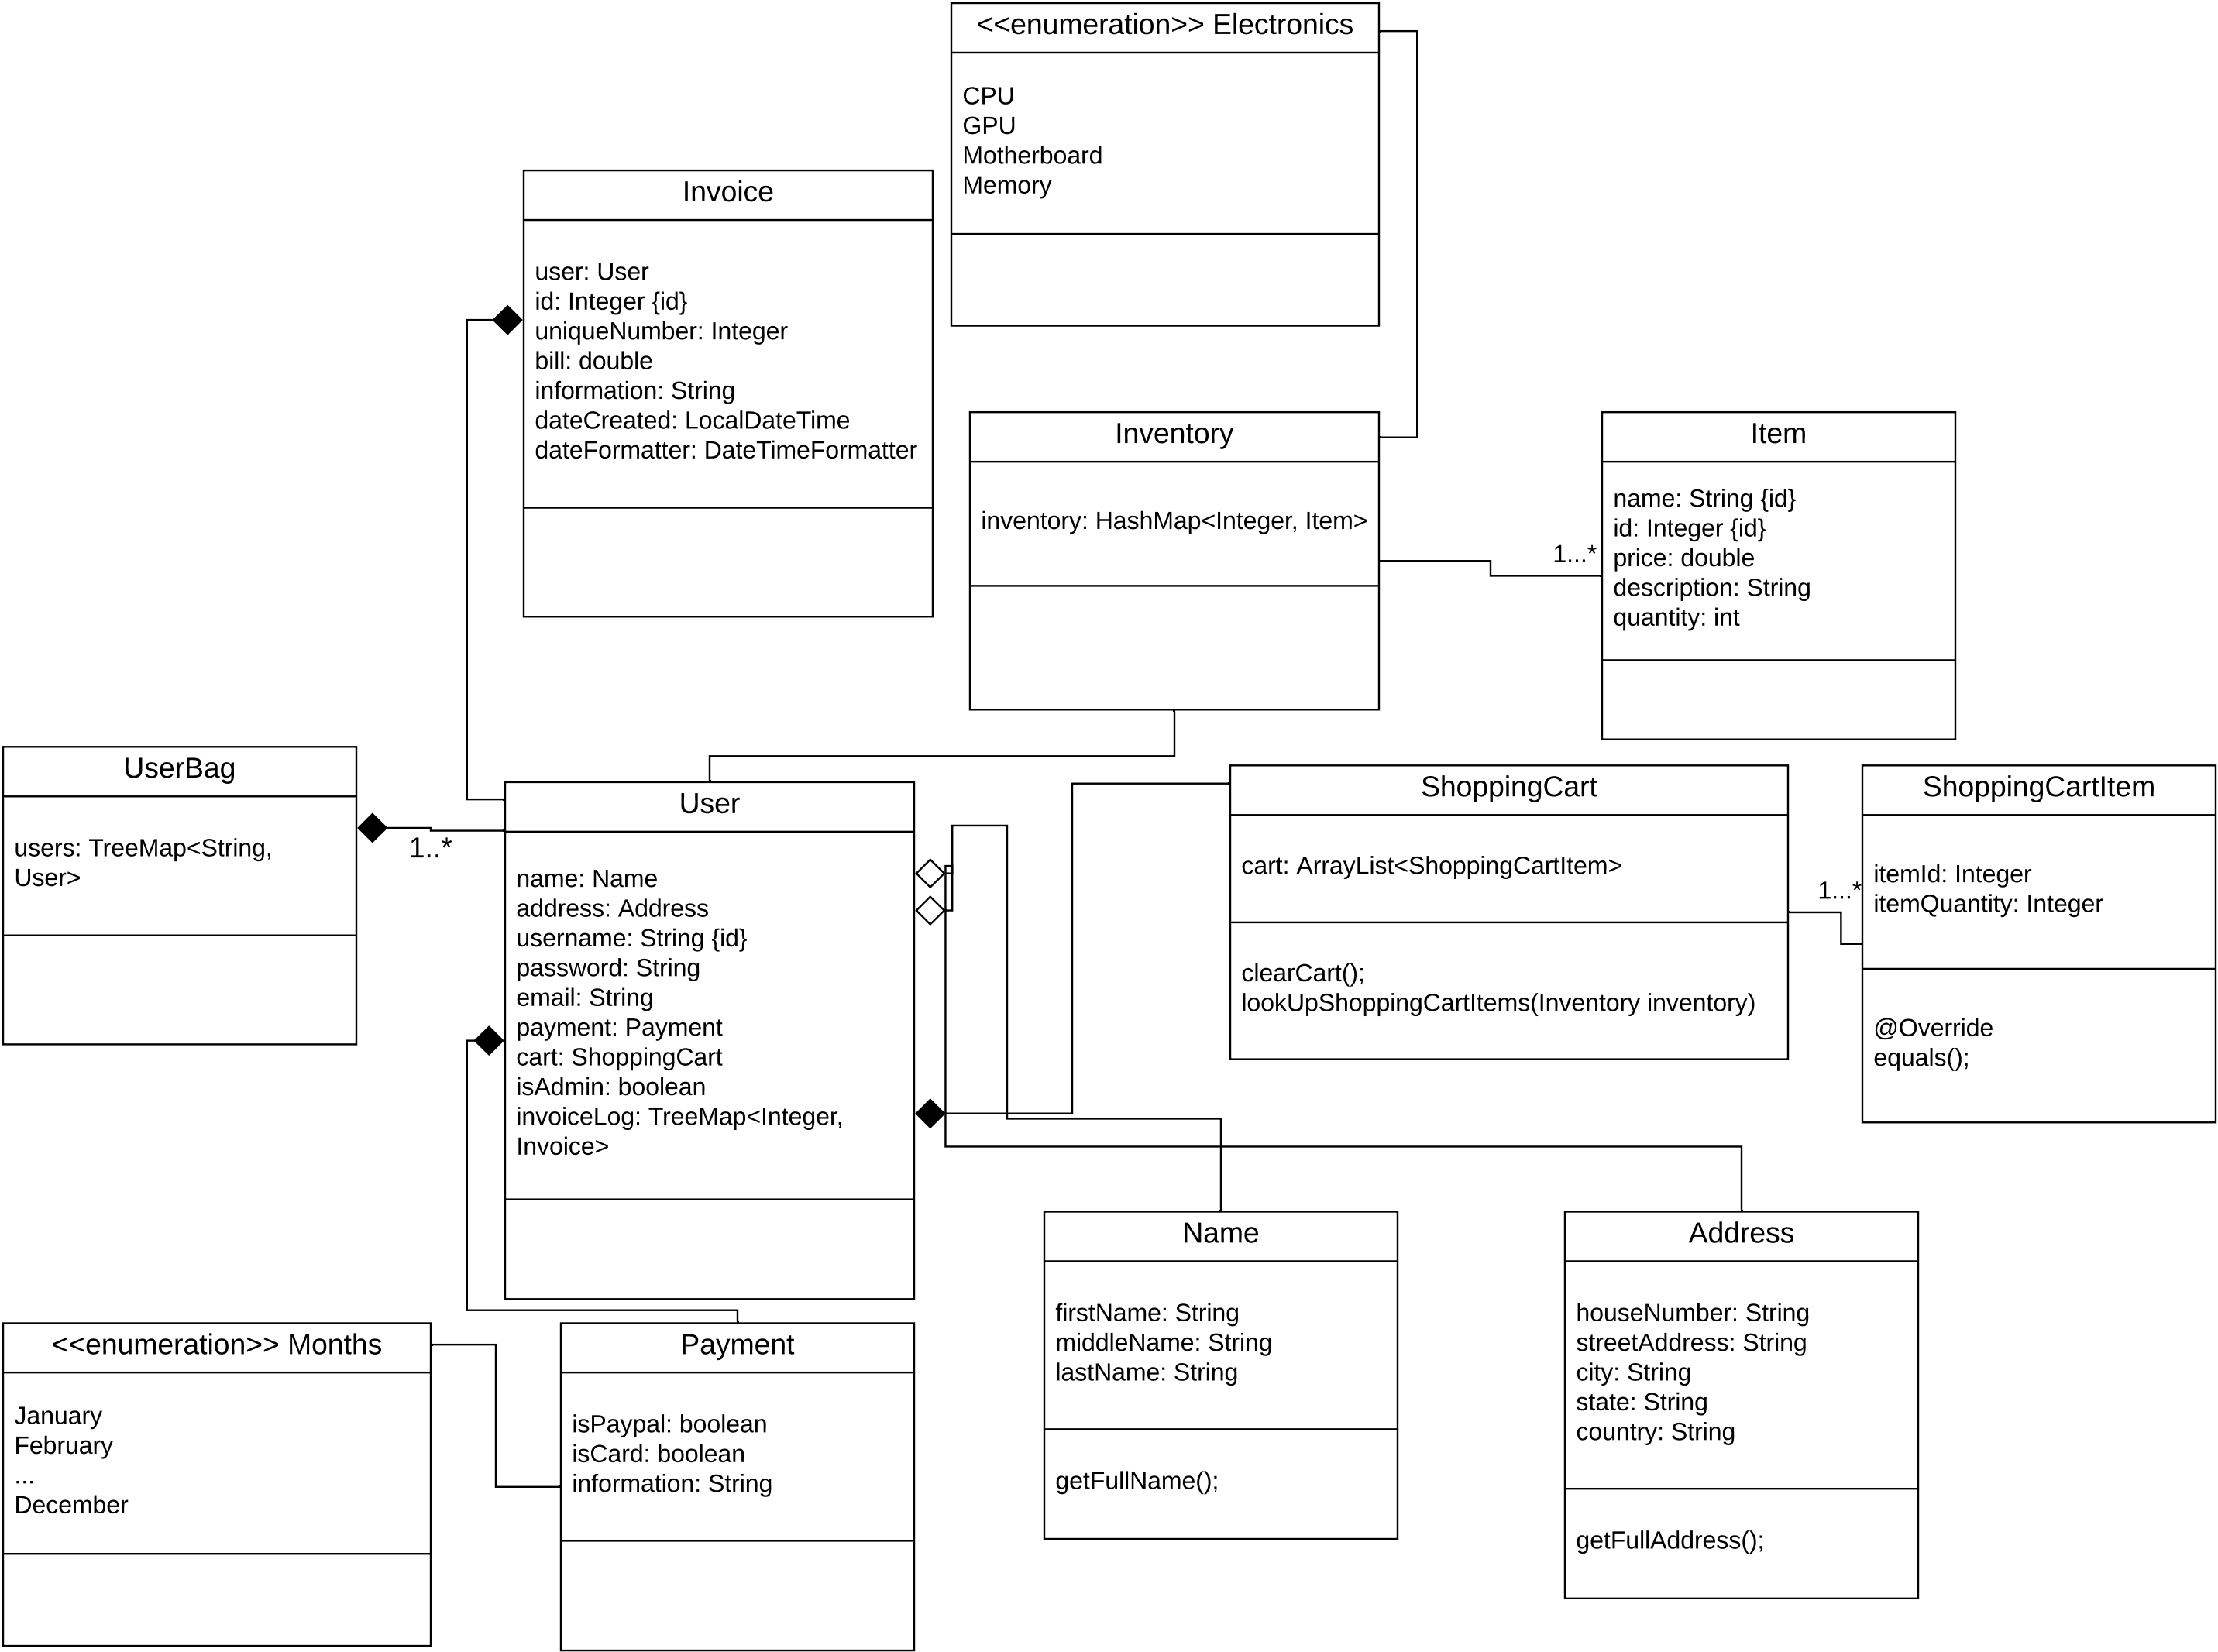 <<enumeration>> Electronics
CPU
GPU
Motherboard
Memory
Invoice
user: User
id: Integer {id}
uniqueNumber: Integer
bill: double
information: String
dateCreated: LocalDateTime
dateFormatter: DateTimeFormatter
Inventory
inventory: HashMap<Integer, Item>
1...*
Item
name: String {id}
id: Integer {id}
price: double
description: String
quantity: int
UserBag
users: TreeMap<String,
User>
1..*
User
name: Name
address: Address
username: String {id}
password: String
email: String
payment: Payment
cart: ShoppingCart
isAdmin: boolean
invoiceLog: TreeMap<Integer,
Invoice>
ShoppingCart
cart: ArrayList<ShoppingCartItem>
clearCart();
lookUpShoppingCartItems(Inventory inventory)
1...*
ShoppingCartItem
itemId: Integer
itemQuantity: Integer
@Override
equals();
<<enumeration>> Months
January
February
...
December
Payment
isPaypal: boolean
isCard: boolean
information: String
Name
firstName: String
middleName: String
lastName: String
getFullName();
Address
houseNumber: String
streetAddress: String
city: String
state: String
country: String
getFullAddress();